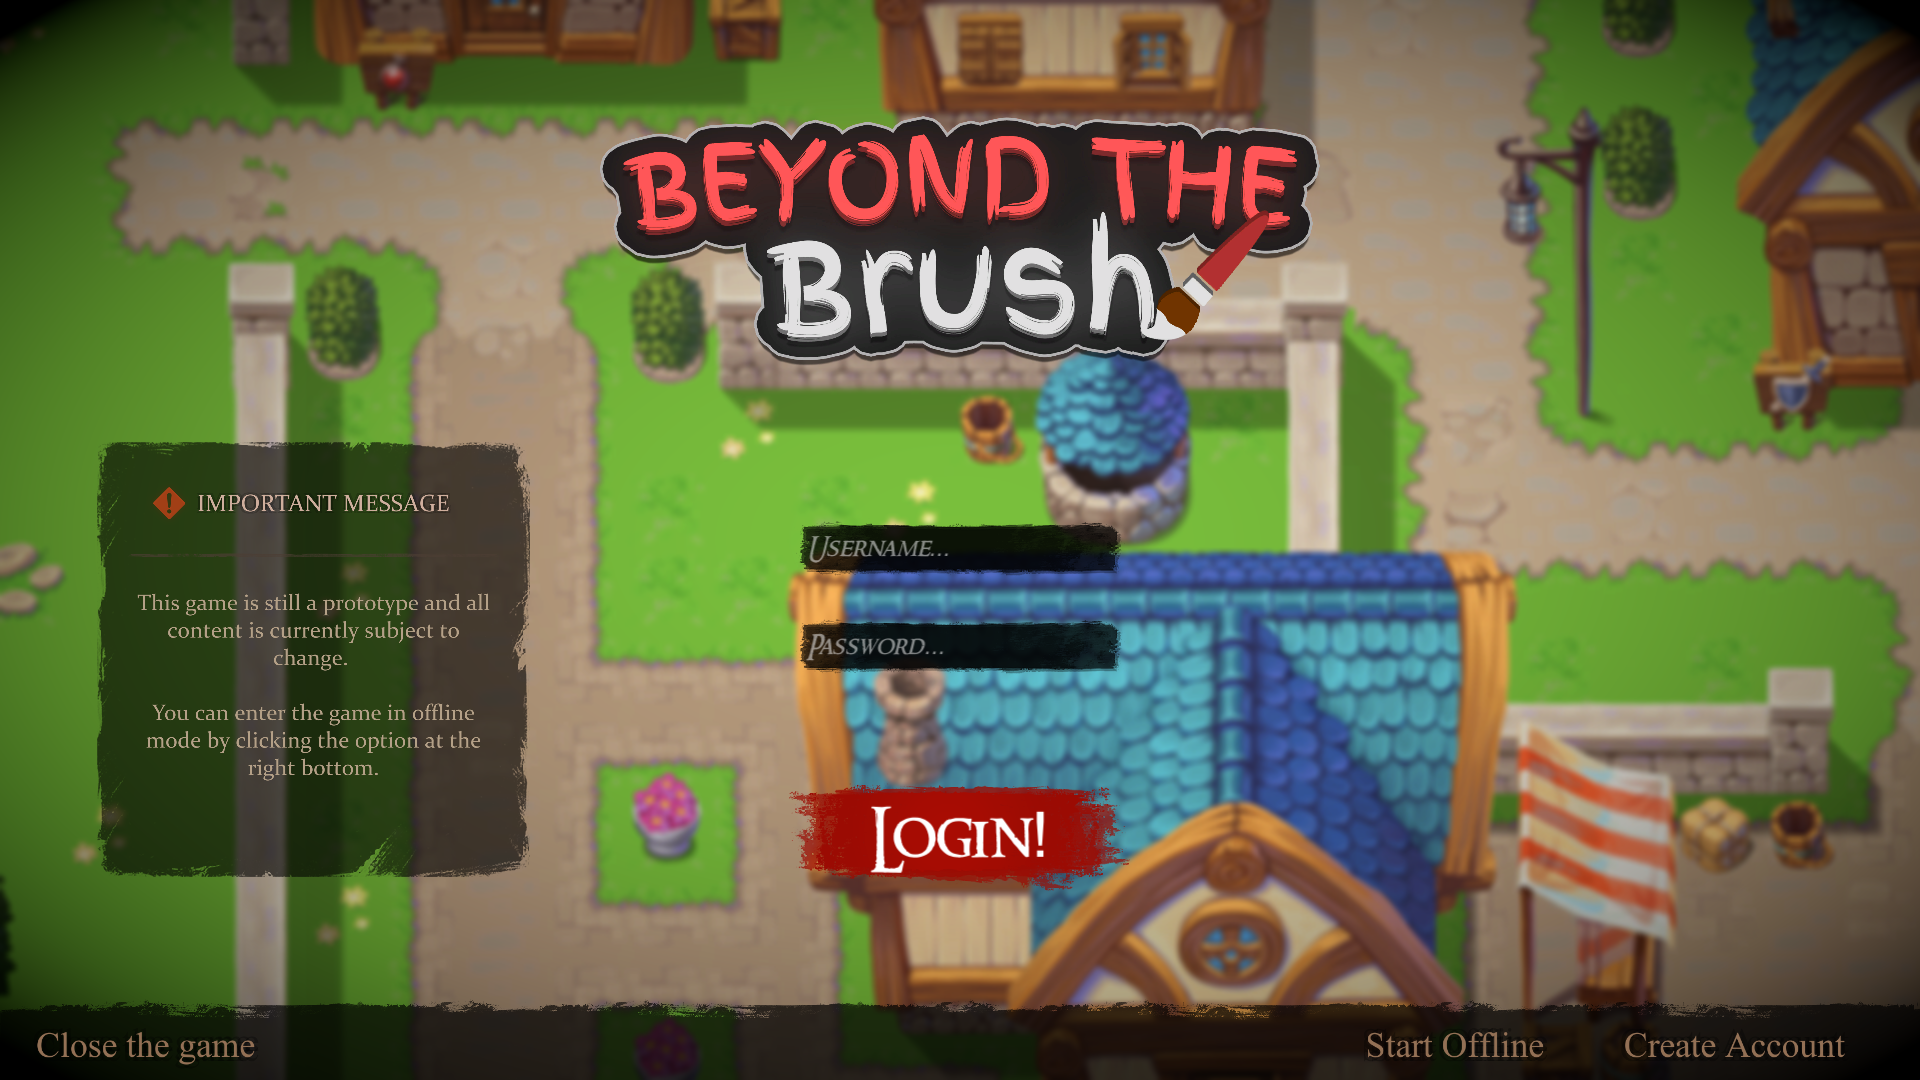 BEYOND THE
Brush
IMPORTANT MESSAGE
This game is still a prototype and all
content is currently subject to
change.
You can enter the game in offline
mode by clicking the option at the
right bottom.
Username...
Password...
Login!
Close the game
Start Offline
Create Account